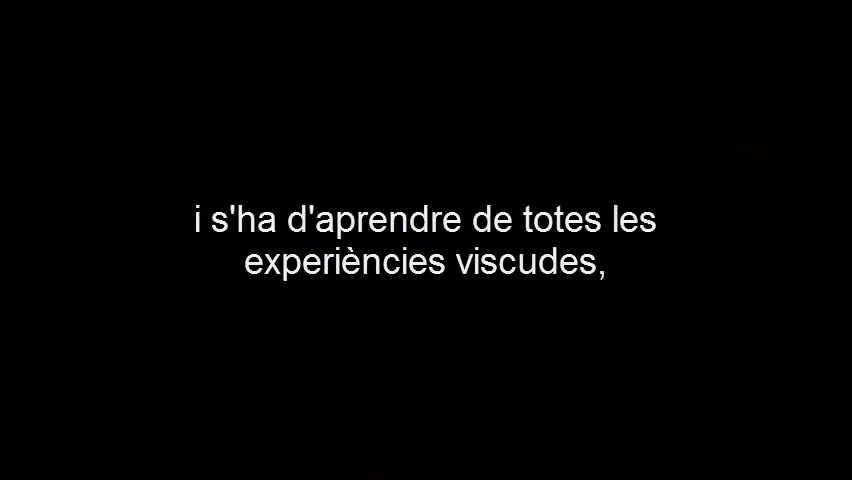 i s'ha d'aprendre de totes les
experiències viscudes,